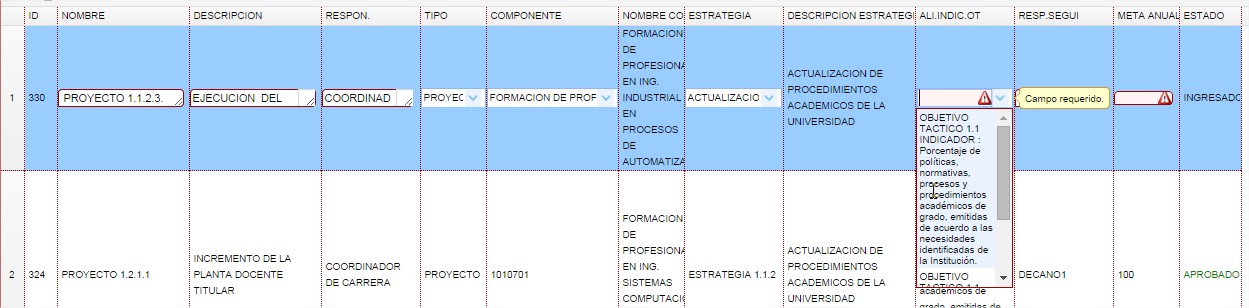 ID NOMBRE DESCRIPCION RESPON. TIPO COMPONENTE NOMBRE CO ESTRATEGIA DESCRIPCION ESTRATEGI ALI.INDIC.OT RESP.SEGUI META ANUAL ESTADO
1
330
PROYECTO 1.1.2.3.
EJECUCION DEL
COORDINAD
PROYEC
FORMACION DE PROF
FORMACION
DE
PROFESIONA
EN ING.
INDUSTRIAL
EN
PROCESOS
DE
AUTOMATIZA
ACTUALIZACIO
ACTUALIZACION DE
PROCEDIMIENTOS
ACADEMICOS DE LA
UNIVERSIDAD
Campo requerido.
INGRESADO
OBJETIVO
TACTICO 1.1
INDICADOR :
Porcentaje de
políticas,
normativas,
procesos y
procedimientos
académicos de
grado, emitidas
de acuerdo a las
necesidades
identificadas de
la Institución.
OBJETIVO
TACTICO 1.1
académicos de
grado, emitidas de
2
324
PROYECTO 1.2.1.1
INCREMENTO DE LA
PLANTA DOCENTE
TITULAR
COORDINADOR
DE CARRERA
PROYECTO
1010701
FORMACION
DE
PROFESIONA
EN ING.
SISTEMAS
COMPUTACIO
ESTRATEGIA 1.1.2
ACTUALIZACION DE
PROCEDIMIENTOS
ACADEMICOS DE LA
UNIVERSIDAD
DECANO1
100
APROBADO